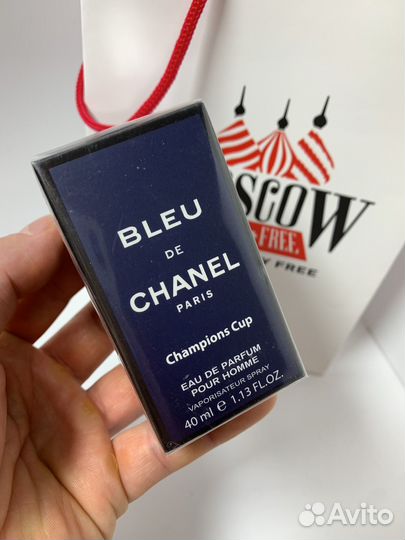 BLEU
DE
CHANEL
PARIS
Champions Cup
EAU DE PARFUM
POUR HOMME
VAPORISATEUR SPRAY
40 ml e 1.13 FL.OZ.
FREE
FREE
Avito